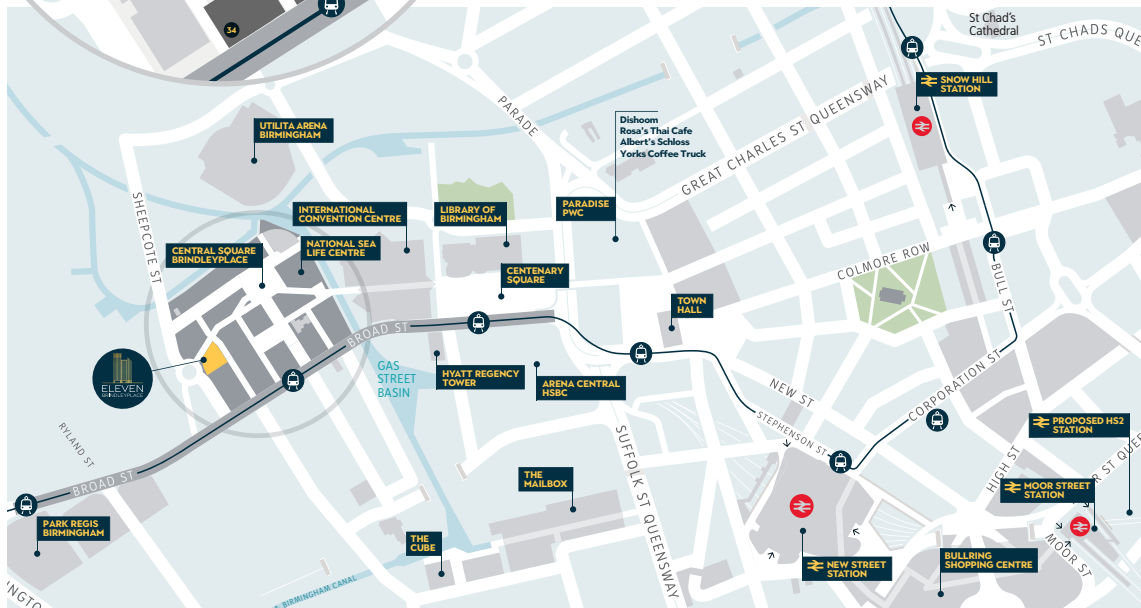 34
St Chad's
Cathedral
ST CHADS QUE
SNOW HILL
STATION
PARADE
Dishoom
Rosa's Thai Cafe
Albert's Schloss
Yorks Coffee Truck
GREAT CHARLES ST QUEENSWAY
UTILITA ARENA
BIRMINGHAM
SHEEPCOTE ST
INTERNATIONAL
CONVENTION CENTRE
LIBRARY OF
BIRMINGHAM
PARADISE
PWC
CENTRAL SQUARE
BRINDLEYPLACE
NATIONAL SEA
LIFE CENTRE
COLMORE ROW
BULL ST
CENTENARY
SQUARE
TOWN
HALL
BROAD ST
ELEVEN
BRINDLEYPLACE
GAS
STREET
BASIN
HYATT REGENCY
TOWER
ARENA CENTRAL
HSBC
NEW ST
CORPORATION ST
STEPHENSON ST
RYLAND ST
SUFFOLK ST QUEENSWAY
PROPOSED HS2
STATION
HIGH ST
R ST QUE
BROAD ST
THE
MAILBOX
MOOR STREET
STATION
PARK REGIS
BIRMINGHAM
THE
CUBE
MOOR ST
NEW STREET
STATION
BULLRING
SHOPPING CENTRE
INGTO
BIRMINGHAM CANAL